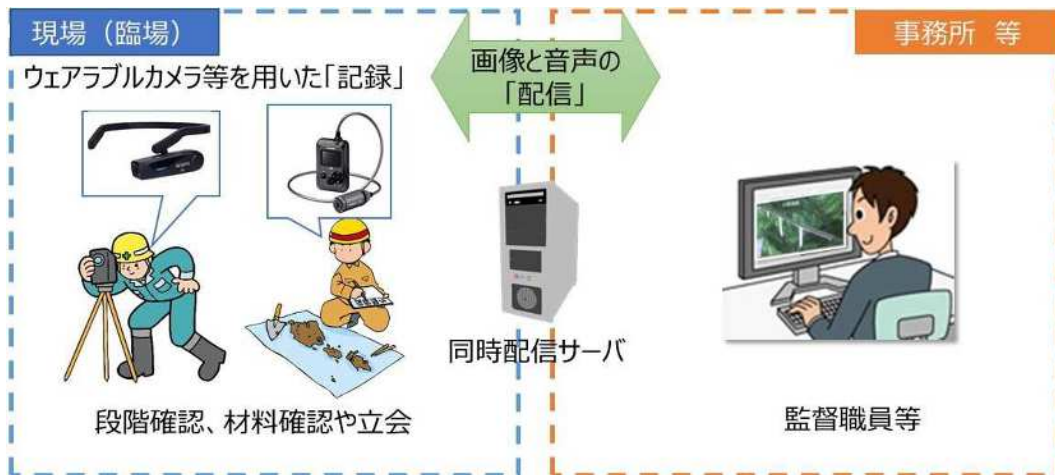 現場（臨場）
事務所 等
ウェアラブルカメラ等を用いた「記録」
画像と音声の
「配信」
同時配信サーバ
段階確認、材料確認や立会
監督職員等